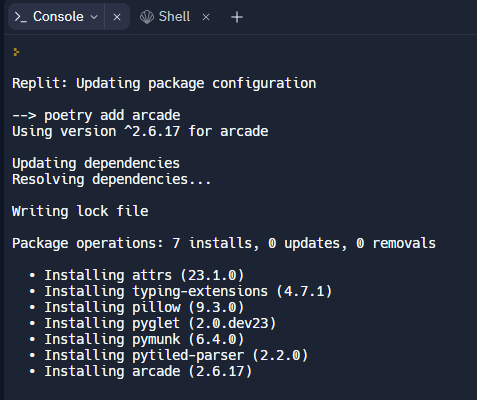 Console
Shell
Replit: Updating package configuration
--> poetry add arcade
Using version ^2.6.17 for arcade
Updating dependencies
Resolving dependencies...
Writing lock file
Package operations: 7 installs, 0 updates, 0 removals
• Installing attrs (23.1.0)
• Installing typing-extensions (4.7.1)
• Installing pillow (9.3.0)
• Installing pyglet (2.0.dev23)
• Installing pymunk (6.4.0)
• Installing pytiled-parser (2.2.0)
• Installing arcade (2.6.17)